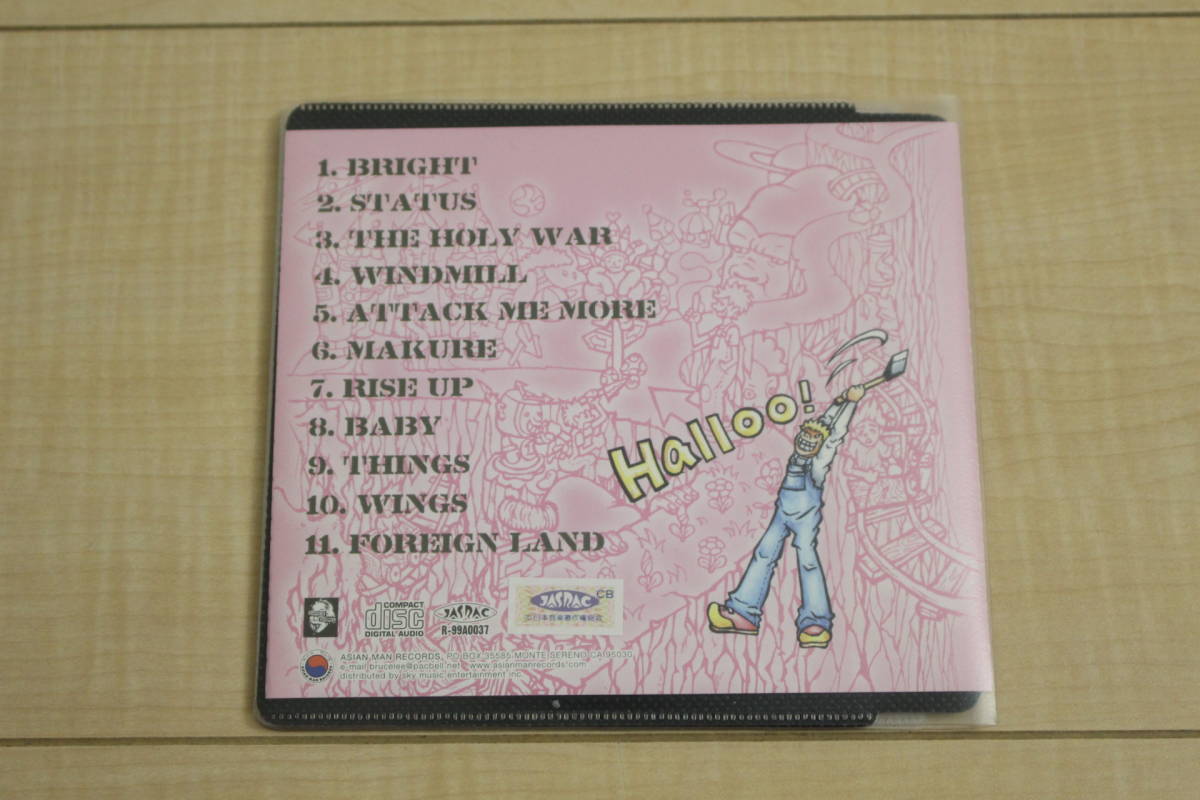 1. BRIGHT
2. STATUS
3. THE HOLY WAR
4. WINDMILL
5. ATTACK ME MORE
6. MAKURE
7. RISE UP
8. BABY
9. THINGS
10. WINGS
11. FOREIGN LAND
Halloo!
COMPACT
disc
DIGITAL AUDIO
JASRAC
R-99A0037
JASRAC
CB
ASIAN MAN RECORDS, PO BOX 35585 MONTE SERENO CA 95030
e-mail brucelee@pacbell.net www.asianmanrecords.com
distributed by sky music entertainment inc.